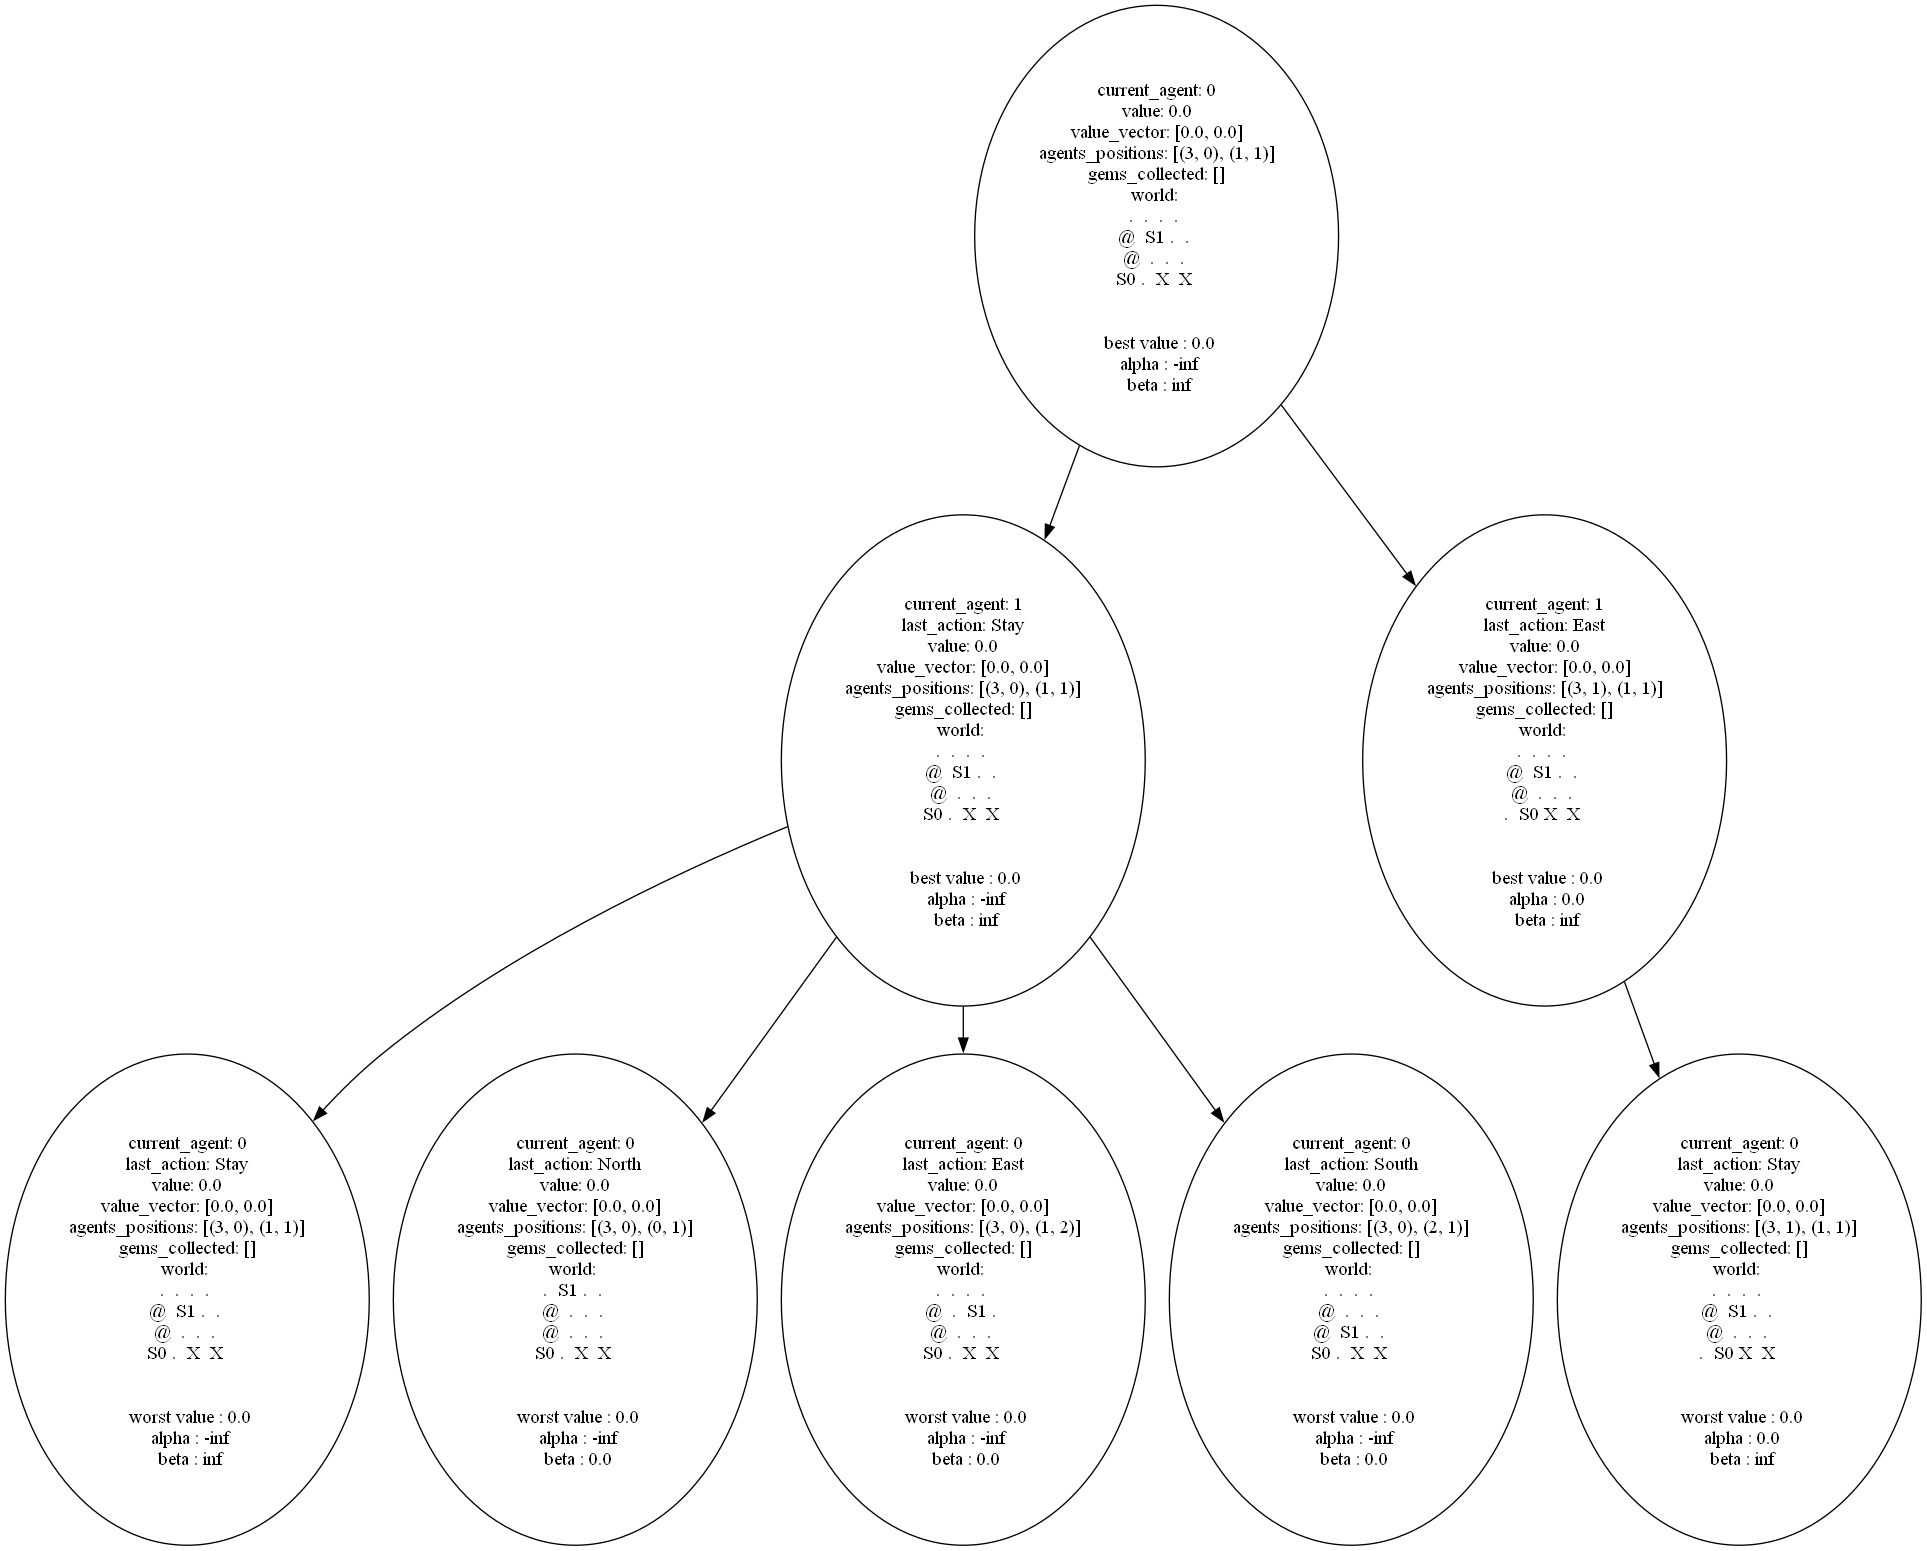 current_agent: 0
value: 0.0
value_vector: [0.0, 0.0]
agents_positions: [(3, 0), (1, 1)]
gems_collected: []
world:
. . . .
@ S1 . .
@ . . .
S0 . X X
best value : 0.0
alpha : -inf
beta : inf
current_agent: 1
last_action: Stay
value: 0.0
value_vector: [0.0, 0.0]
agents_positions: [(3, 0), (1, 1)]
gems_collected: []
world:
. . . .
@ S1 . .
@ . . .
S0 . X X
best value : 0.0
alpha : -inf
beta : inf
current_agent: 1
last_action: East
value: 0.0
value_vector: [0.0, 0.0]
agents_positions: [(3, 1), (1, 1)]
gems_collected: []
world:
. . . .
@ S1 . .
@ . . .
. S0 X X
best value : 0.0
alpha : 0.0
beta : inf
current_agent: 0
last_action: Stay
value: 0.0
value_vector: [0.0, 0.0]
agents_positions: [(3, 0), (1, 1)]
gems_collected: []
world:
. . . .
@ S1 . .
@ . . .
S0 . X X
worst value : 0.0
alpha : -inf
beta : inf
current_agent: 0
last_action: North
value: 0.0
value_vector: [0.0, 0.0]
agents_positions: [(3, 0), (0, 1)]
gems_collected: []
world:
. S1 . .
@ . . .
@ . . .
S0 . X X
worst value : 0.0
alpha : -inf
beta : 0.0
current_agent: 0
last_action: East
value: 0.0
value_vector: [0.0, 0.0]
agents_positions: [(3, 0), (1, 2)]
gems_collected: []
world:
. . . .
@ . S1 .
@ . . .
S0 . X X
worst value : 0.0
alpha : -inf
beta : 0.0
current_agent: 0
last_action: South
value: 0.0
value_vector: [0.0, 0.0]
agents_positions: [(3, 0), (2, 1)]
gems_collected: []
world:
. . . .
@ . . .
@ S1 . .
S0 . X X
worst value : 0.0
alpha : -inf
beta : 0.0
current_agent: 0
last_action: Stay
value: 0.0
value_vector: [0.0, 0.0]
agents_positions: [(3, 1), (1, 1)]
gems_collected: []
world:
. . . .
@ S1 . .
@ . . .
. S0 X X
worst value : 0.0
alpha : 0.0
beta : inf